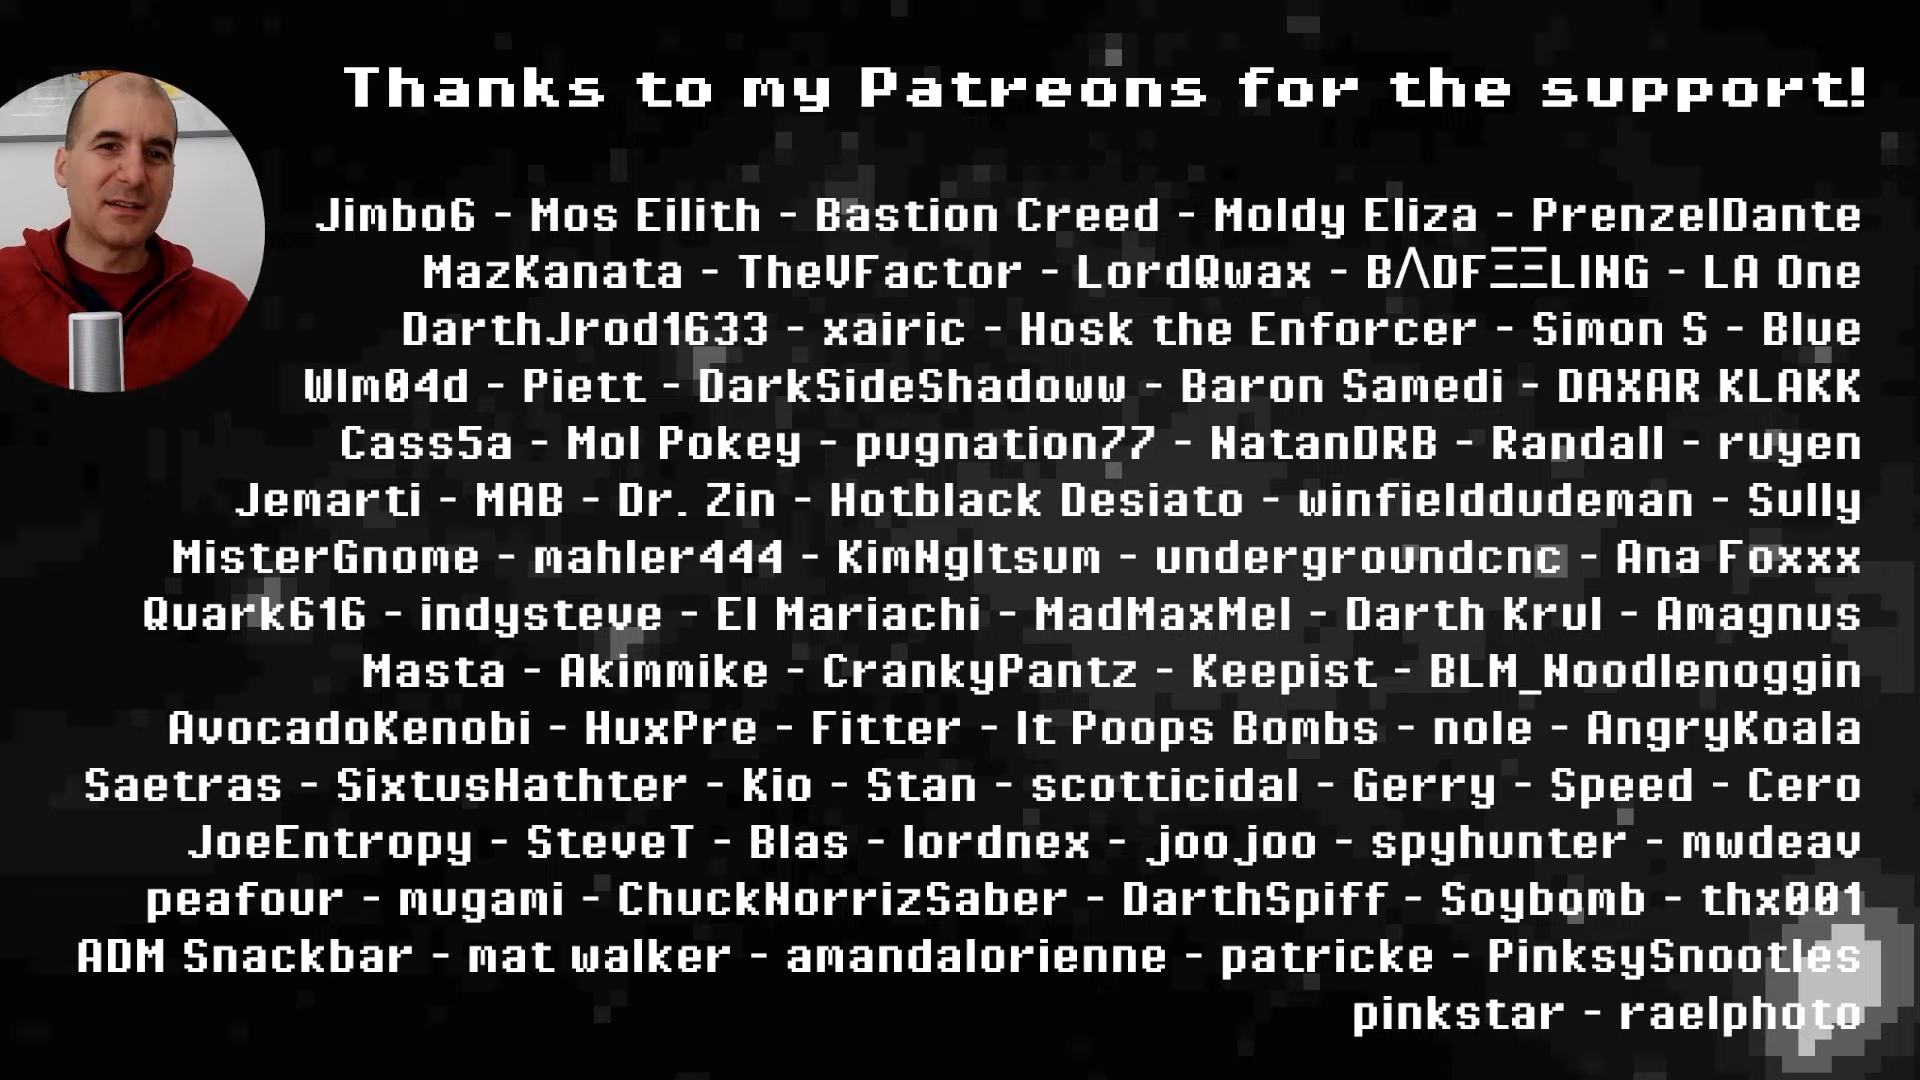 Thanks to my Patreons for the support!
Jimbo6 - Mos Eilith - Bastion Creed - Moldy Eliza - PrenzelDante
MazKanata - TheVFactor - LordQwax - BΛDFΞΞLING - LA One
DarthJrod1633 - xairic - Hosk the Enforcer - Simon S - Blue
Wlm04d - Piett - DarkSideShadoww - Baron Samedi - DAXAR KLAKK
Cass5a - Mol Pokey - pugnation77 - NatanDRB - Randall - ruyen
Jemarti - MAB - Dr. Zin - Hotblack Desiato - winfielddudeman - Sully
MisterGnome - mahler444 - KimNgltsum - undergroundcnc - Ana Foxxx
Quark616 - indysteve - El Mariachi - MadMaxMel - Darth Krul - Amagnus
Masta - Akimmike - CrankyPantz - Keepist - BLM_Noodlenoggin
AvocadoKenobi - HuxPre - Fitter - It Poops Bombs - nole - AngryKoala
Saetras - SixtusHathter - Kio - Stan - scotticidal - Gerry - Speed - Cero
JoeEntropy - SteveT - Blas - lordnex - joojoo - spyhunter - mwdeav
peafour - mugami - ChuckNorrizSaber - DarthSpiff - Soybomb - thx001
ADM Snackbar - mat walker - amandalorienne - patricke - PinksySnootles
pinkstar - raelphoto